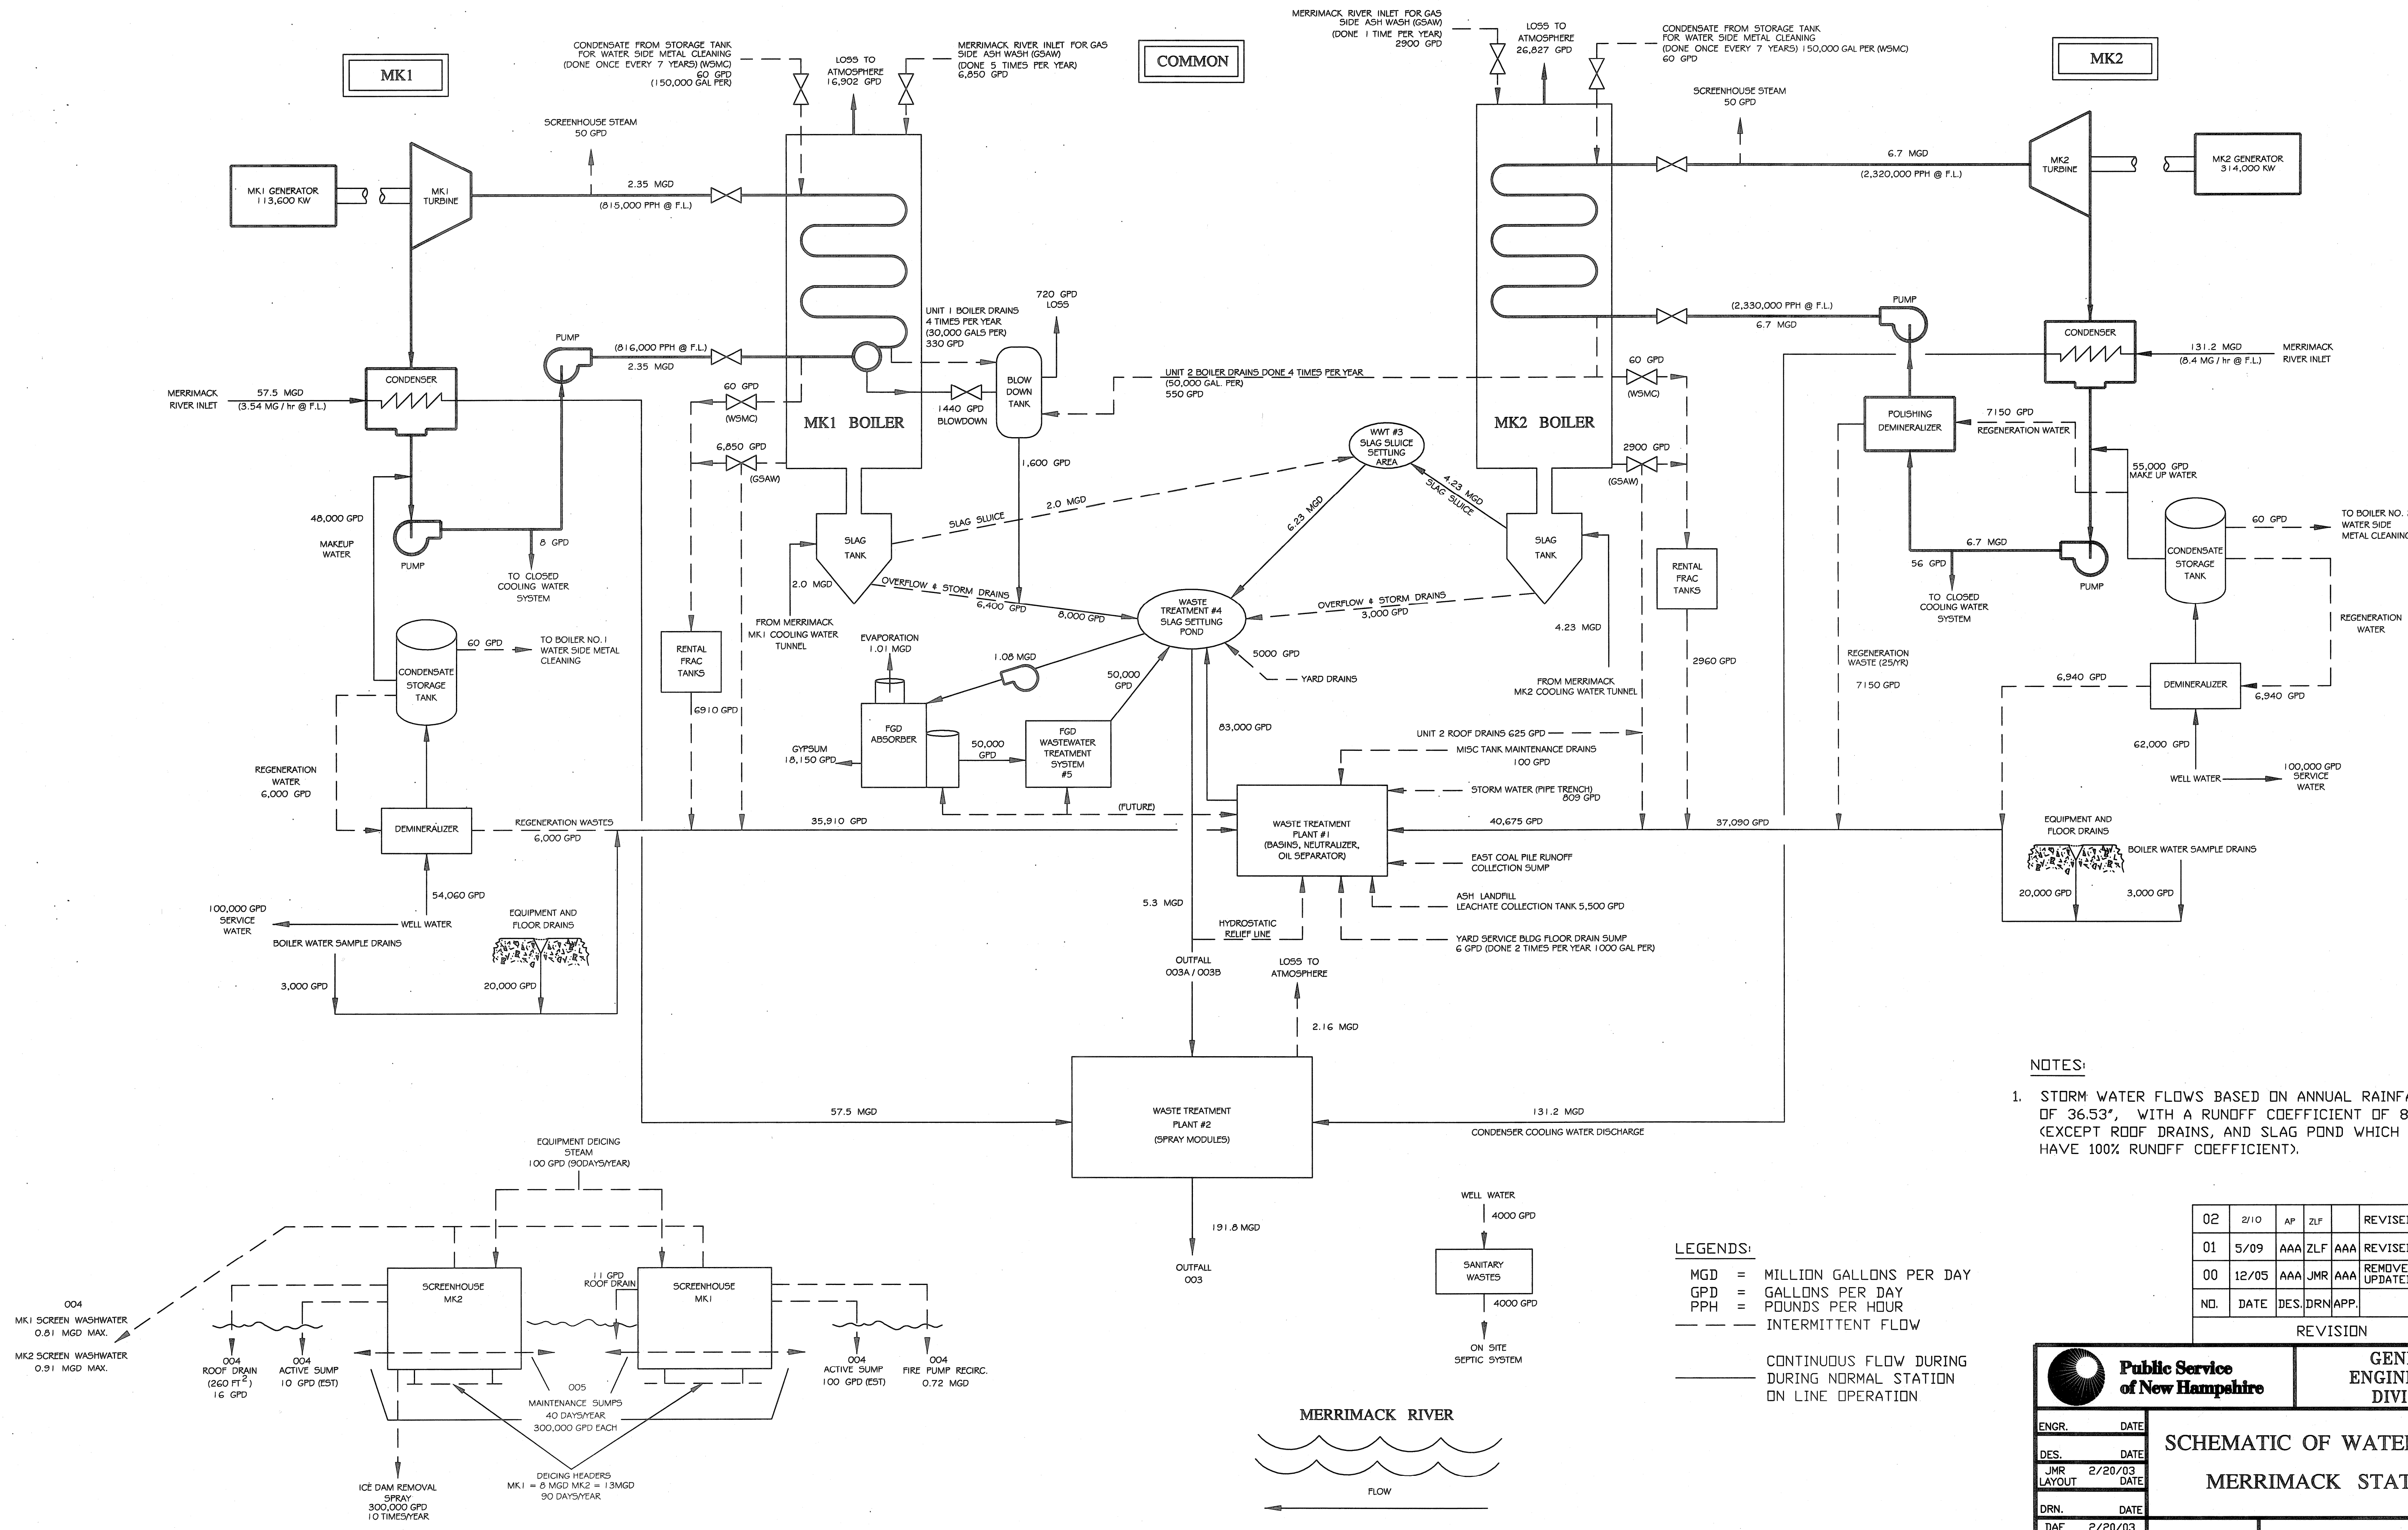 MK1
COMMON
MK2
CONDENSATE FROM STORAGE TANK
FOR WATER SIDE METAL CLEANING
(DONE ONCE EVERY 7 YEARS) (WSMC)
60 GPD
(150,000 GAL PER)
LOSS TO
ATMOSPHERE
16,902 GPD
MERRIMACK RIVER INLET FOR GAS
SIDE ASH WASH (GSAW)
(DONE 5 TIMES PER YEAR)
6,850 GPD
MERRIMACK RIVER INLET FOR GAS
SIDE ASH WASH (GSAW)
(DONE 1 TIME PER YEAR)
2900 GPD
LOSS TO
ATMOSPHERE
26,827 GPD
CONDENSATE FROM STORAGE TANK
FOR WATER SIDE METAL CLEANING
(DONE ONCE EVERY 7 YEARS) 150,000 GAL PER (WSMC)
60 GPD
SCREENHOUSE STEAM
50 GPD
MK1 GENERATOR
113,600 KW
MK1
TURBINE
2.35 MGD
(815,000 PPH @ F.L.)
SCREENHOUSE STEAM
50 GPD
6.7 MGD
(2,320,000 PPH @ F.L.)
MK2
TURBINE
MK2 GENERATOR
314,000 KW
UNIT 1 BOILER DRAINS
4 TIMES PER YEAR
(30,000 GALS PER)
330 GPD
720 GPD
LOSS
PUMP
(816,000 PPH @ F.L.)
2.35 MGD
BLOW
DOWN
TANK
1440 GPD
BLOWDOWN
UNIT 2 BOILER DRAINS DONE 4 TIMES PER YEAR
(50,000 GAL. PER)
550 GPD
(2,330,000 PPH @ F.L.)
6.7 MGD
PUMP
CONDENSER
131.2 MGD
(8.4 MG / hr @ F.L.)
MERRIMACK
RIVER INLET
CONDENSER
MERRIMACK
RIVER INLET
57.5 MGD
(3.54 MG / hr @ F.L.)
60 GPD
(WSMC)
MK1 BOILER
6,850 GPD
(GSAW)
1,600 GPD
MK2 BOILER
60 GPD
(WSMC)
2900 GPD
(GSAW)
WWT #3
SLAG SLUICE
SETTLING
AREA
POLISHING
DEMINERALIZER
7150 GPD
REGENERATION WATER
55,000 GPD
MAKE UP WATER
48,000 GPD
MAKEUP
WATER
PUMP
8 GPD
TO CLOSED
COOLING WATER
SYSTEM
SLAG
TANK
2.0 MGD
SLAG SLUICE
2.0 MGD
6.23 MGD
4.23 MGD
SLAG SLUICE
SLAG
TANK
4.23 MGD
RENTAL
FRAC
TANKS
6.7 MGD
PUMP
56 GPD
TO CLOSED
COOLING WATER
SYSTEM
CONDENSATE
STORAGE
TANK
60 GPD
TO BOILER NO.
WATER SIDE
METAL CLEANING
REGENERATION
WATER
OVERFLOW & STORM DRAINS
6,400 GPD
8,000 GPD
WASTE
TREATMENT #4
SLAG SETTLING
POND
OVERFLOW & STORM DRAINS
3,000 GPD
FROM MERRIMACK
MK1 COOLING WATER
TUNNEL
FROM MERRIMACK
MK2 COOLING WATER TUNNEL
CONDENSATE
STORAGE
TANK
60 GPD
TO BOILER NO.1
WATER SIDE METAL
CLEANING
RENTAL
FRAC
TANKS
6910 GPD
EVAPORATION
1.01 MGD
1.08 MGD
50,000
GPD
5000 GPD
YARD DRAINS
83,000 GPD
2960 GPD
REGENERATION
WASTE (25/YR)
7150 GPD
6,940 GPD
DEMINERALIZER
6,940 GPD
62,000 GPD
WELL WATER
100,000 GPD
SERVICE
WATER
FGD
ABSORBER
GYPSUM
18,150 GPD
50,000
GPD
FGD
WASTEWATER
TREATMENT
SYSTEM
#5
(FUTURE)
UNIT 2 ROOF DRAINS 625 GPD
MISC TANK MAINTENANCE DRAINS
100 GPD
STORM WATER (PIPE TRENCH)
809 GPD
REGENERATION
WATER
6,000 GPD
DEMINERALIZER
REGENERATION WASTES
6,000 GPD
35,910 GPD
WASTE TREATMENT
PLANT #1
(BASINS, NEUTRALIZER,
OIL SEPARATOR)
40,675 GPD
37,090 GPD
EAST COAL PILE RUNOFF
COLLECTION SUMP
ASH LANDFILL
LEACHATE COLLECTION TANK 5,500 GPD
YARD SERVICE BLDG FLOOR DRAIN SUMP
6 GPD (DONE 2 TIMES PER YEAR 1000 GAL PER)
EQUIPMENT AND
FLOOR DRAINS
BOILER WATER SAMPLE DRAINS
20,000 GPD
3,000 GPD
54,060 GPD
100,000 GPD
SERVICE
WATER
WELL WATER
BOILER WATER SAMPLE DRAINS
EQUIPMENT AND
FLOOR DRAINS
3,000 GPD
20,000 GPD
5.3 MGD
HYDROSTATIC
RELIEF LINE
OUTFALL
003A / 003B
LOSS TO
ATMOSPHERE
2.16 MGD
57.5 MGD
WASTE TREATMENT
PLANT #2
(SPRAY MODULES)
131.2 MGD
CONDENSER COOLING WATER DISCHARGE
191.8 MGD
OUTFALL
003
NOTES:
1. STORM WATER FLOWS BASED ON ANNUAL RAINFA
OF 36.53", WITH A RUNOFF COEFFICIENT OF 8
(EXCEPT ROOF DRAINS, AND SLAG POND WHICH
HAVE 100% RUNOFF COEFFICIENT).
EQUIPMENT DEICING
STEAM
100 GPD (90DAYS/YEAR)
SCREENHOUSE
MK2
11 GPD
ROOF DRAIN
SCREENHOUSE
MK1
004
MK1 SCREEN WASHWATER
0.81 MGD MAX.
MK2 SCREEN WASHWATER
0.91 MGD MAX.
004
ROOF DRAIN
(260 FT2)
16 GPD
004
ACTIVE SUMP
10 GPD (EST)
005
MAINTENANCE SUMPS
40 DAYS/YEAR
300,000 GPD EACH
004
ACTIVE SUMP
100 GPD (EST)
004
FIRE PUMP RECIRC.
0.72 MGD
DEICING HEADERS
MK1 = 8 MGD MK2 = 13MGD
90 DAYS/YEAR
ICE DAM REMOVAL
SPRAY
300,000 GPD
10 TIMES/YEAR
WELL WATER
4000 GPD
SANITARY
WASTES
4000 GPD
ON SITE
SEPTIC SYSTEM
MERRIMACK RIVER
FLOW
LEGENDS:
MGD = MILLION GALLONS PER DAY
GPD = GALLONS PER DAY
PPH = POUNDS PER HOUR
INTERMITTENT FLOW
CONTINUOUS FLOW DURING
DURING NORMAL STATION
ON LINE OPERATION
02 2/10 AP ZLF REVISE
01 5/09 AAA ZLF AAA REVISE
00 12/05 AAA JMR AAA REMOVE
UPDATE
NO. DATE DES. DRN APP.
REVISION
Public Service
of New Hampshire
GEN
ENGIN
DIVI
ENGR. DATE
DES. DATE
JMR 2/20/03
LAYOUT DATE
DRN. DATE
DAF 2/20/03
SCHEMATIC OF WATE
MERRIMACK STAT